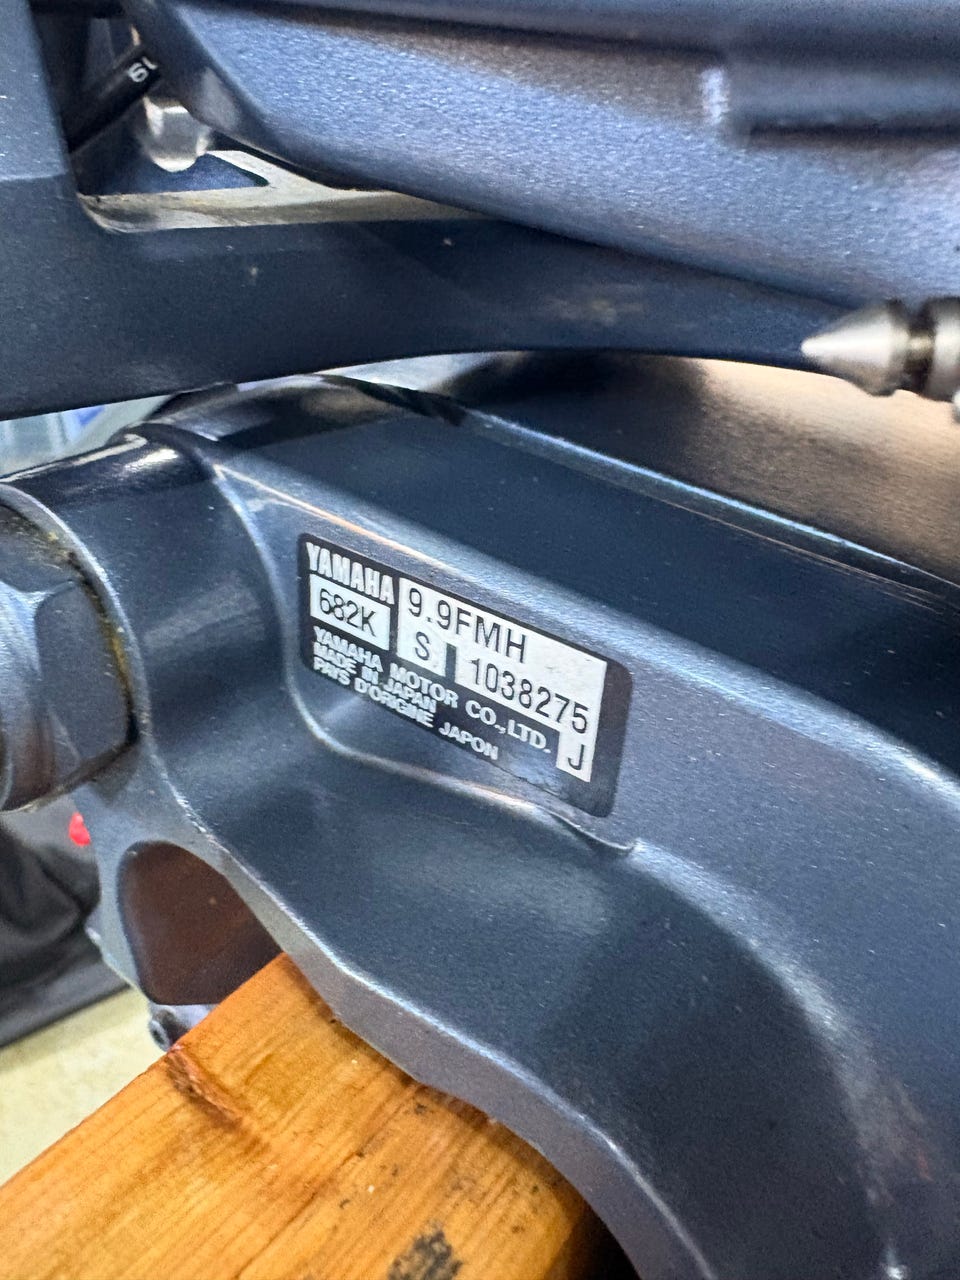 YAMAHA
9.9FMH
682K
S
1038275
YAMAHA MOTOR CO.,LTD.
MADE IN JAPAN
PAYS D'ORIGINE JAPON
J